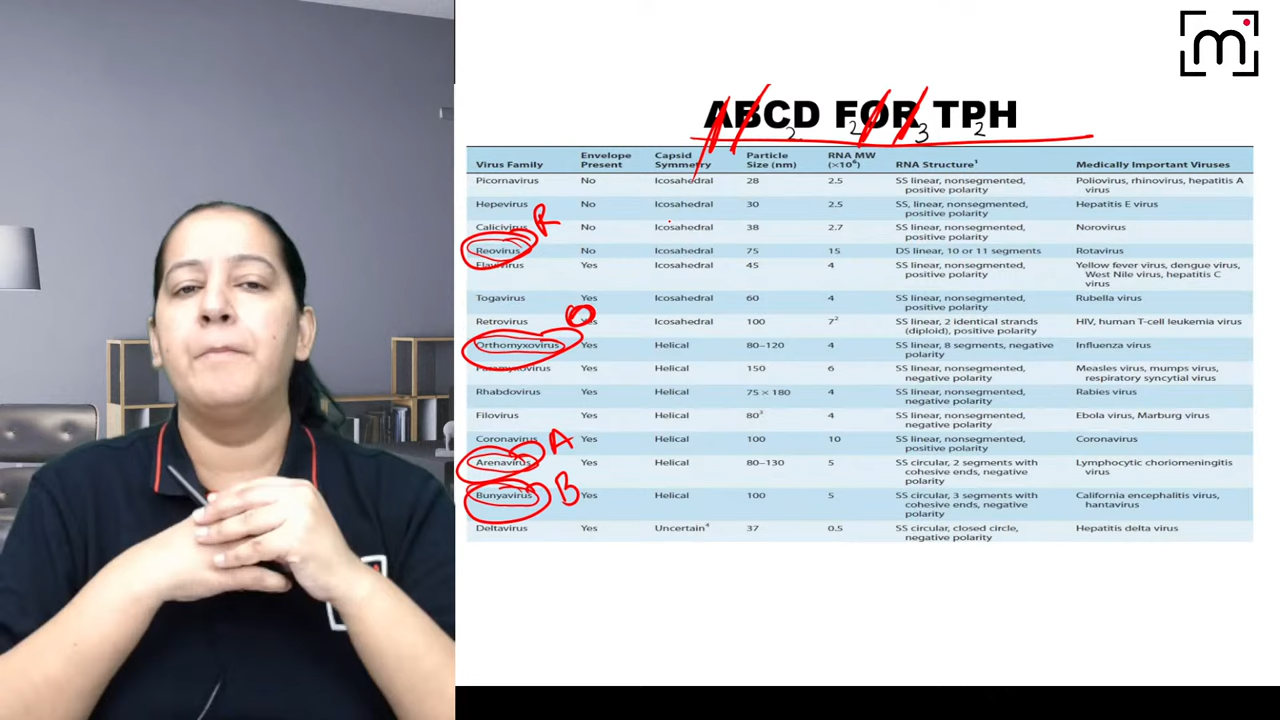 m
ABCD FOR TPH
2 2 3 2
Virus Family Envelope Present Capsid Symmetry Particle Size (nm) RNA MW (×10⁶) RNA Structure¹ Medically Important Viruses
Picornavirus No Icosahedral 28 2.5 SS linear, nonsegmented, Poliovirus, rhinovirus, hepatitis A
positive polarity virus
Hepevirus No Icosahedral 30 2.5 SS, linear, nonsegmented, Hepatitis E virus
positive polarity
R
Calicivirus No Icosahedral 38 2.7 SS linear, nonsegmented, Norovirus
positive polarity
Reovirus No Icosahedral 75 15 DS linear, 10 or 11 segments Rotavirus
Flavivirus Yes Icosahedral 45 4 SS linear, nonsegmented, Yellow fever virus, dengue virus,
positive polarity West Nile virus, hepatitis C
virus
Togavirus Yes Icosahedral 60 4 SS linear, nonsegmented, Rubella virus
positive polarity
O
Retrovirus Yes Icosahedral 100 7² SS linear, 2 identical strands HIV, human T-cell leukemia virus
(diploid), positive polarity
Orthomyxovirus Yes Helical 80–120 4 SS linear, 8 segments, negative Influenza virus
polarity
Paramyxovirus Yes Helical 150 6 SS linear, nonsegmented, Measles virus, mumps virus,
negative polarity respiratory syncytial virus
Rhabdovirus Yes Helical 75 × 180 4 SS linear, nonsegmented, Rabies virus
negative polarity
Filovirus Yes Helical 80³ 4 SS linear, nonsegmented, Ebola virus, Marburg virus
negative polarity
Coronavirus Yes Helical 100 10 SS linear, nonsegmented, Coronavirus
positive polarity
A
Arenavirus Yes Helical 80–130 5 SS circular, 2 segments with Lymphocytic choriomeningitis
cohesive ends, negative virus
polarity
B
Bunyavirus Yes Helical 100 5 SS circular, 3 segments with California encephalitis virus,
cohesive ends, negative hantavirus
polarity
Deltavirus Yes Uncertain⁴ 37 0.5 SS circular, closed circle, Hepatitis delta virus
negative polarity